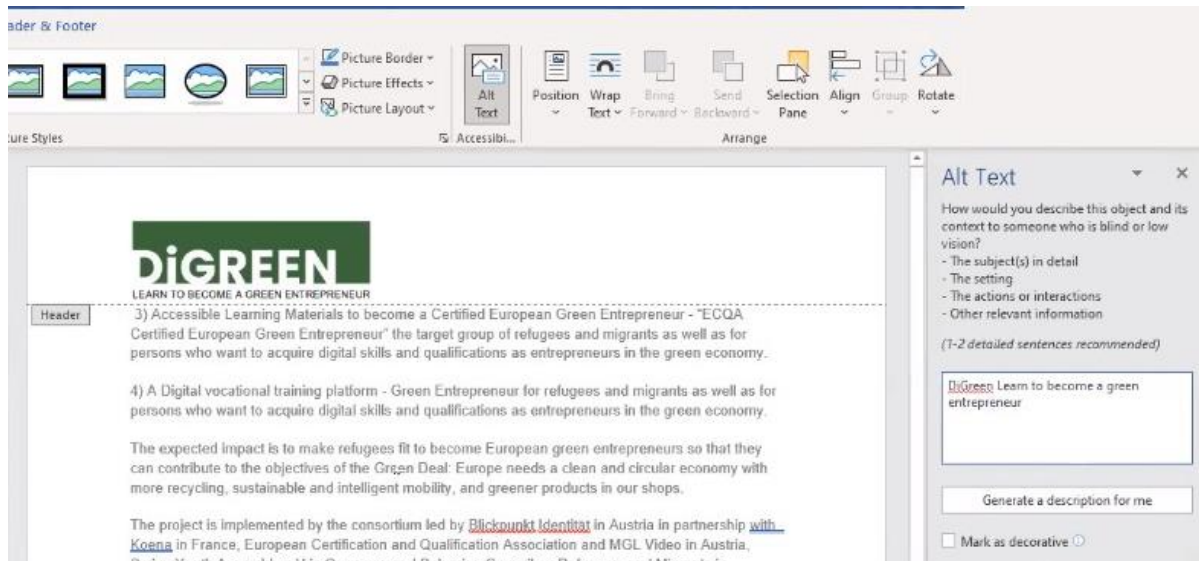 ader & Footer
Picture Border
Picture Effects
Picture Layout
Alt Text
Position
Wrap Text
Bring Forward
Send Backward
Selection Pane
Align
Group
Rotate
ture Styles
Accessibi...
Arrange
DiGREEN
LEARN TO BECOME A GREEN ENTREPRENEUR
Header
3) Accessible Learning Materials to become a Certified European Green Entrepreneur - "ECQA
Certified European Green Entrepreneur" the target group of refugees and migrants as well as for
persons who want to acquire digital skills and qualifications as entrepreneurs in the green economy.
4) A Digital vocational training platform - Green Entrepreneur for refugees and migrants as well as for
persons who want to acquire digital skills and qualifications as entrepreneurs in the green economy.
The expected impact is to make refugees fit to become European green entrepreneurs so that they
can contribute to the objectives of the Green Deal: Europe needs a clean and circular economy with
more recycling, sustainable and intelligent mobility, and greener products in our shops.
The project is implemented by the consortium led by Blickpunkt Identitat in Austria in partnership with
Koena in France, European Certification and Qualification Association and MGL Video in Austria,
Alt Text
How would you describe this object and its
context to someone who is blind or low
vision?
- The subject(s) in detail
- The setting
- The actions or interactions
- Other relevant information
(1-2 detailed sentences recommended)
DiGreen Learn to become a green
entrepreneur
Generate a description for me
Mark as decorative